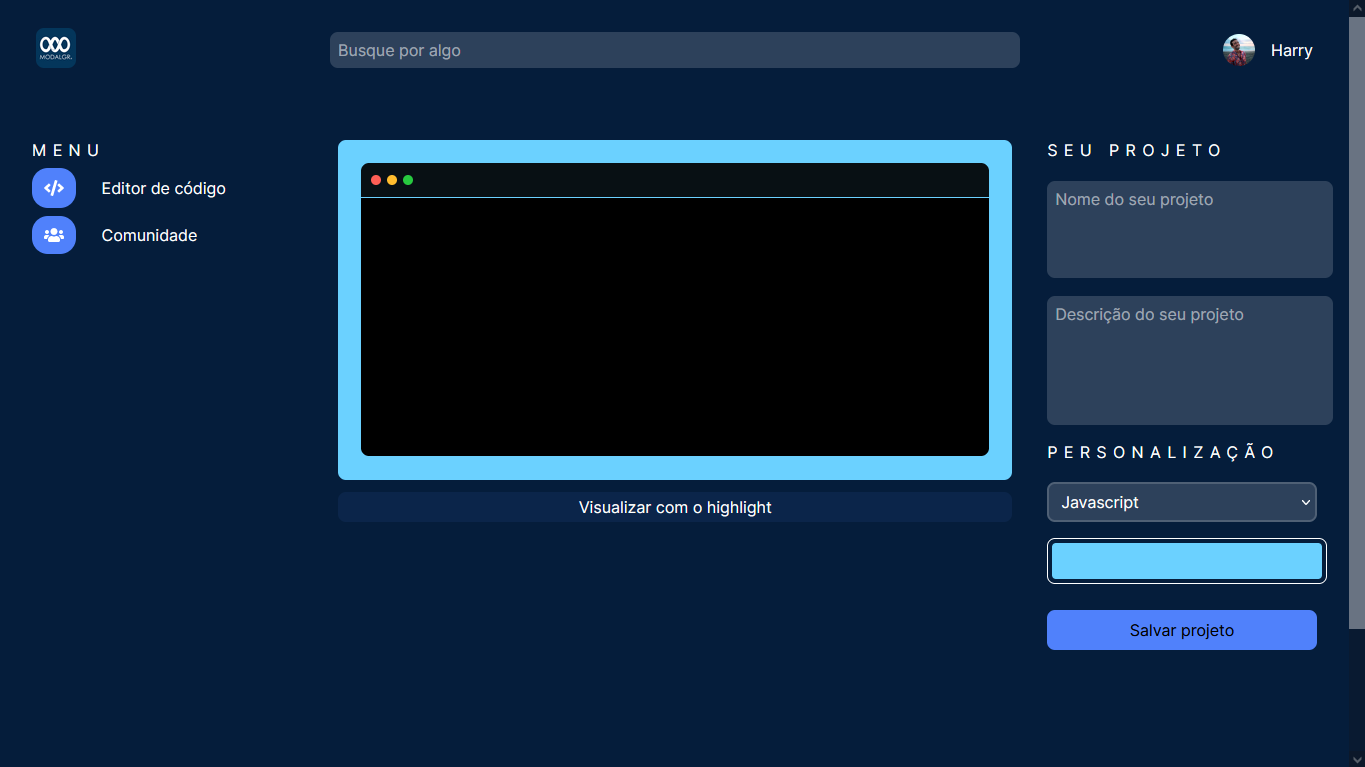 MODALGR.
Busque por algo
Harry
MENU
Editor de código
Comunidade
Visualizar com o highlight
SEU PROJETO
Nome do seu projeto
Descrição do seu projeto
PERSONALIZAÇÃO
Javascript
Salvar projeto